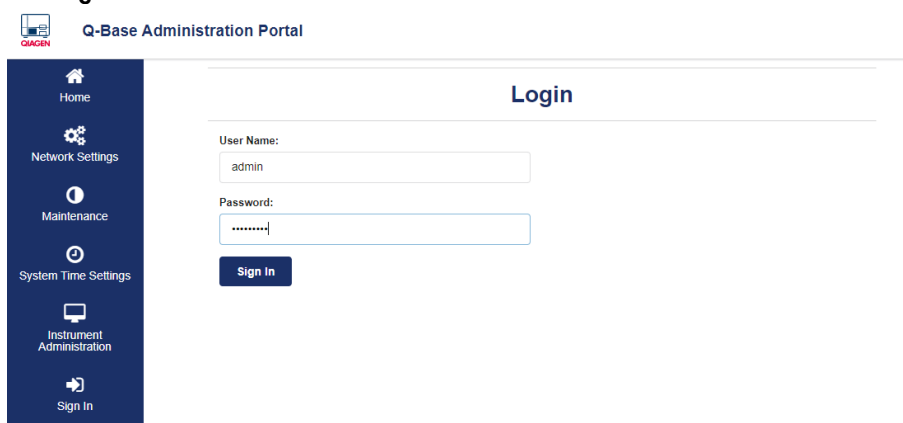 QIAGEN
Q-Base Administration Portal
Home
Network Settings
Maintenance
System Time Settings
Instrument
Administration
Sign In
Login
User Name:
admin
Password:
•••••••••
Sign In